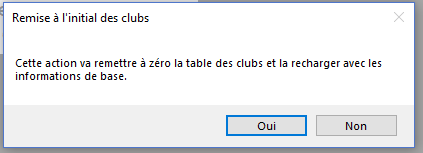 Remise à l'initial des clubs
Cette action va remettre à zéro la table des clubs et la recharger avec les
informations de base.
Oui
Non